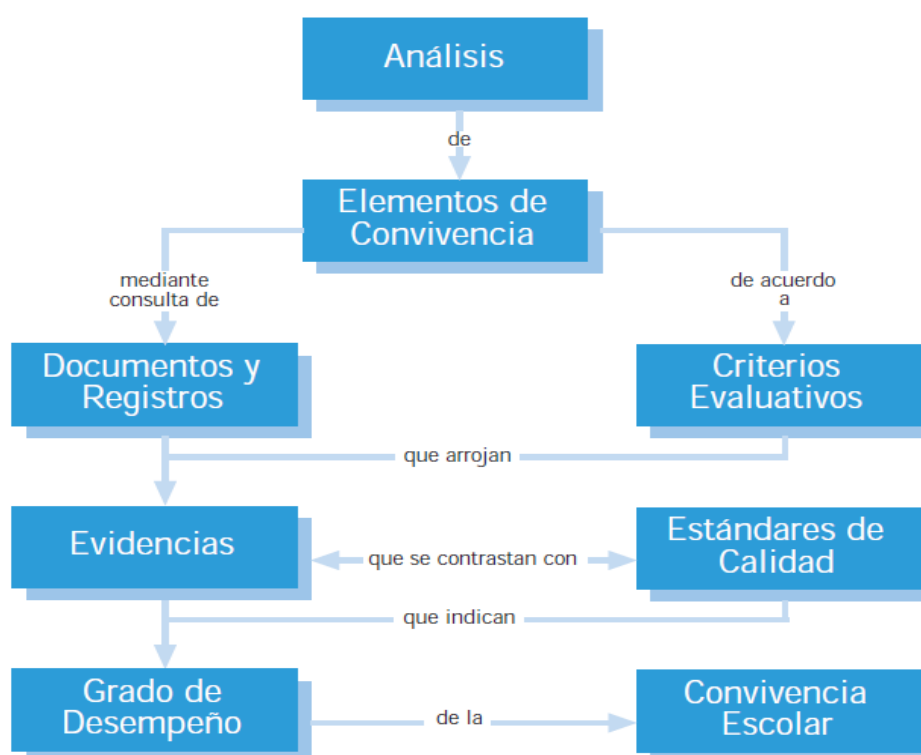 Análisis
de
Elementos de
Convivencia
mediante
consulta de
de acuerdo
a
Documentos y
Registros
Criterios
Evaluativos
que arrojan
Evidencias
que se contrastan con
Estándares de
Calidad
que indican
Grado de
Desempeño
de la
Convivencia
Escolar